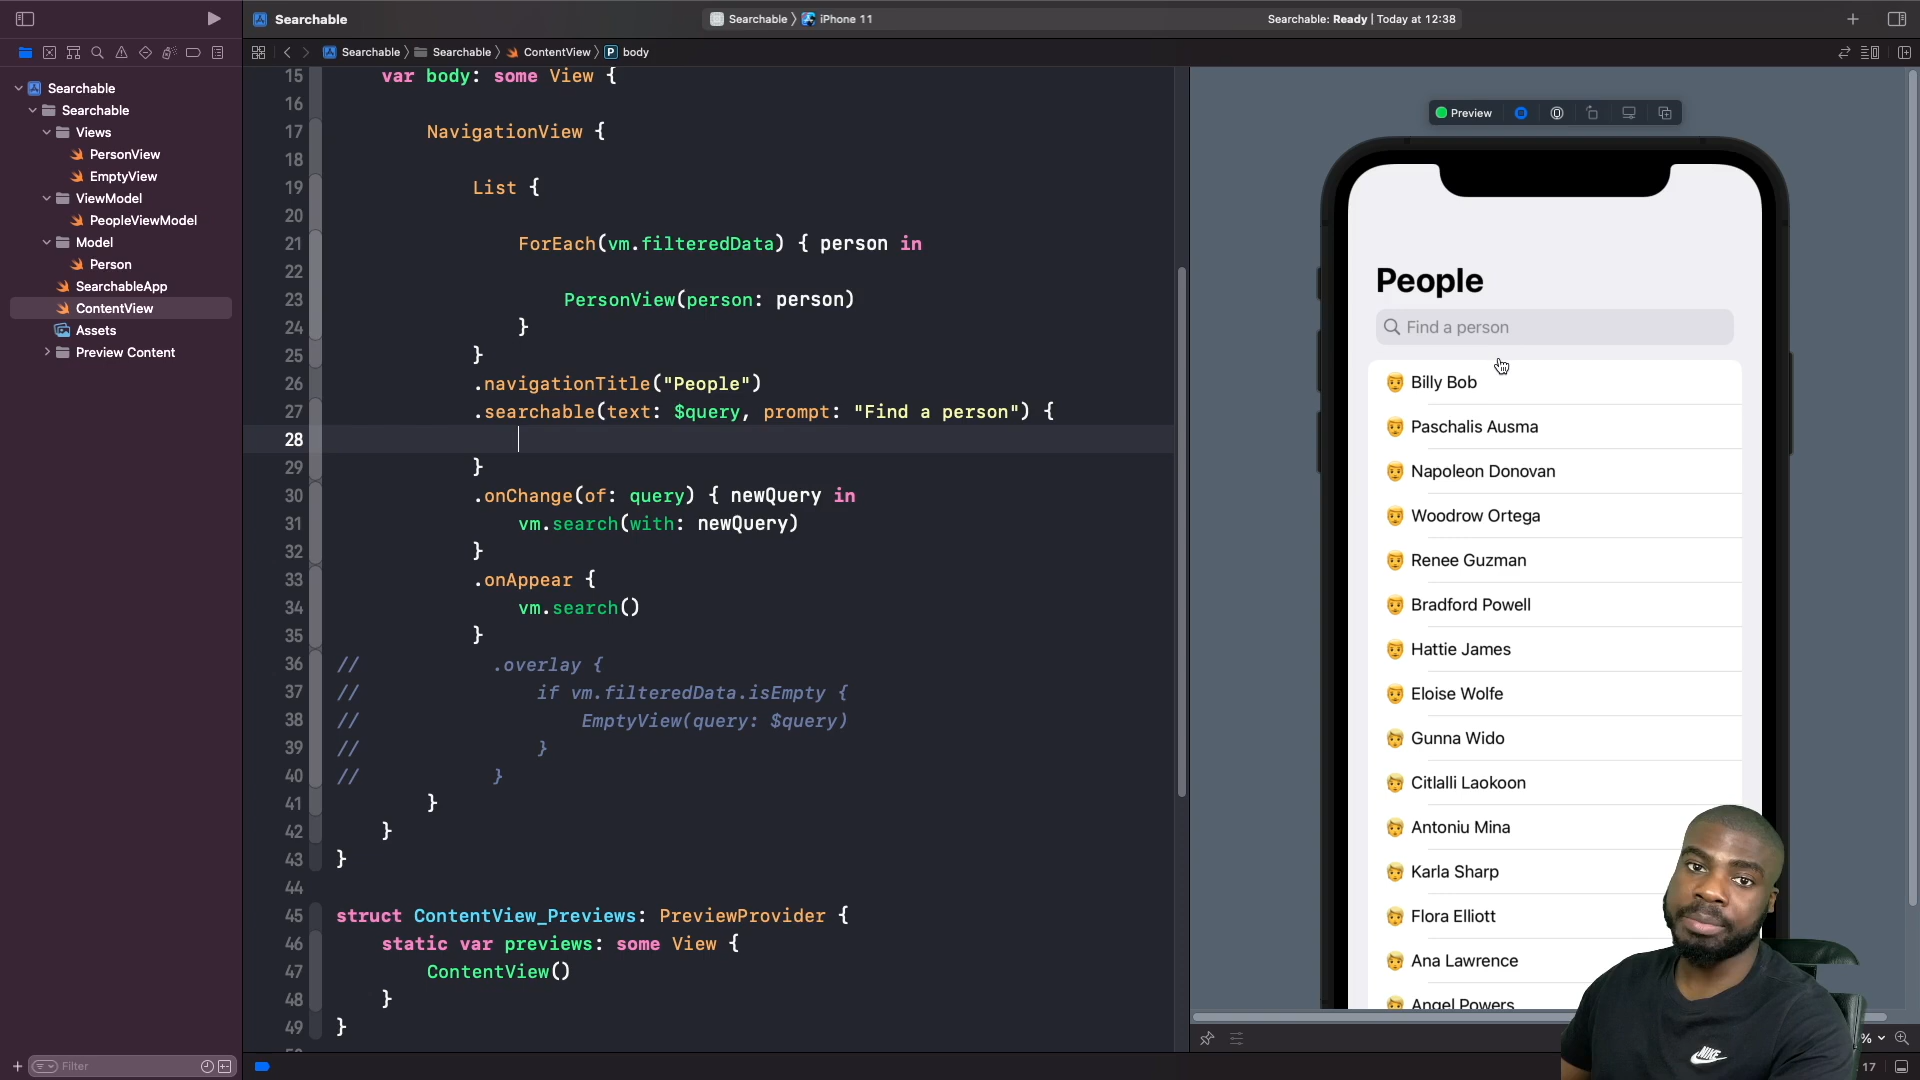 Searchable
Searchable
iPhone 11
Searchable: Ready | Today at 12:38
Searchable
Searchable
ContentView
P body
Searchable
Searchable
Views
PersonView
EmptyView
ViewModel
PeopleViewModel
Model
Person
SearchableApp
ContentView
Assets
Preview Content
Filter
15 var body: some View {
16
17 NavigationView {
18
19 List {
20
21 ForEach(vm.filteredData) { person in
22
23 PersonView(person: person)
24 }
25 }
26 .navigationTitle("People")
27 .searchable(text: $query, prompt: "Find a person") {
28
29 }
30 .onChange(of: query) { newQuery in
31 vm.search(with: newQuery)
32 }
33 .onAppear {
34 vm.search()
35 }
36 // .overlay {
37 // if vm.filteredData.isEmpty {
38 // EmptyView(query: $query)
39 // }
40 // }
41 }
42 }
43 }
44
45 struct ContentView_Previews: PreviewProvider {
46 static var previews: some View {
47 ContentView()
48 }
49 }
Preview
People
Find a person
Billy Bob
Paschalis Ausma
Napoleon Donovan
Woodrow Ortega
Renee Guzman
Bradford Powell
Hattie James
Eloise Wolfe
Gunna Wido
Citlalli Laokoon
Antoniu Mina
Karla Sharp
Flora Elliott
Ana Lawrence
Angel Powers
%
17
NIKE